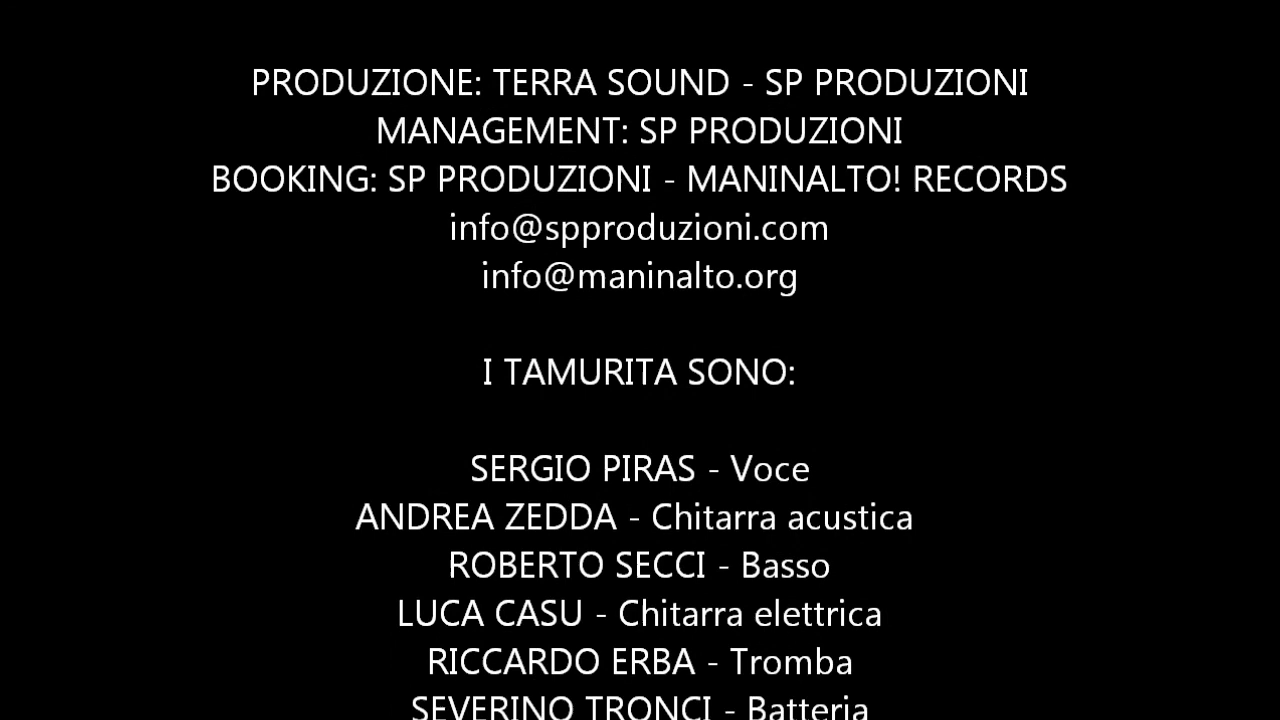 PRODUZIONE: TERRA SOUND - SP PRODUZIONI
MANAGEMENT: SP PRODUZIONI
BOOKING: SP PRODUZIONI - MANINALTO! RECORDS
info@spproduzioni.com
info@maninalto.org
I TAMURITA SONO:
SERGIO PIRAS - Voce
ANDREA ZEDDA - Chitarra acustica
ROBERTO SECCI - Basso
LUCA CASU - Chitarra elettrica
RICCARDO ERBA - Tromba
SEVERINO TRONCI - Batteria